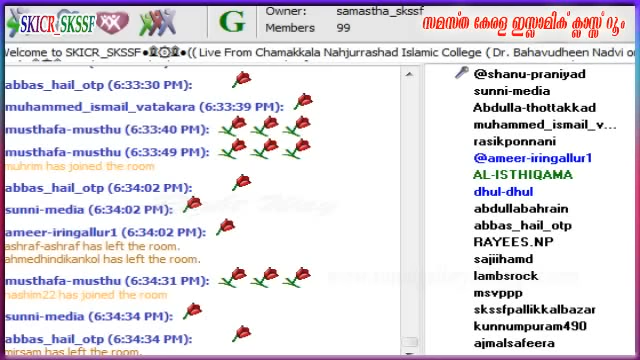 SKICR_SKSSF
G
Owner: samastha_skssf
Members 99
സമസ്ത കേരള ഇസ്ലാമിക് ക്ലാസ്സ് റൂം
Welcome to SKICR_SKSSF●۩۞۩●(( Live From Chamakkala Nahjurrashad Islamic College ( Dr. Bahavudheen Nadvi on
abbas_hail_otp (6:33:30 PM):
muhammed_ismail_vatakara (6:33:39 PM):
musthafa-musthu (6:33:40 PM):
musthafa-musthu (6:33:49 PM):
muhrim has joined the room
abbas_hail_otp (6:34:02 PM):
sunni-media (6:34:02 PM):
ameer-iringallur1 (6:34:02 PM):
ashraf-ashraf has left the room.
ahmedhindikankol has left the room.
musthafa-musthu (6:34:31 PM):
hashim22 has joined the room
sunni-media (6:34:34 PM):
abbas_hail_otp (6:34:34 PM):
mirsam has left the room.
@shanu-praniyad
sunni-media
Abdulla-thottakkad
muhammed_ismail_v...
rasikponnani
@ameer-iringallur1
AL-ISTHIQAMA
dhul-dhul
abdullabahrain
abbas_hail_otp
RAYEES.NP
sajiihamd
lambsrock
msvppp
skssfpallikkalbazar
kunnumpuram490
ajmalsafeera